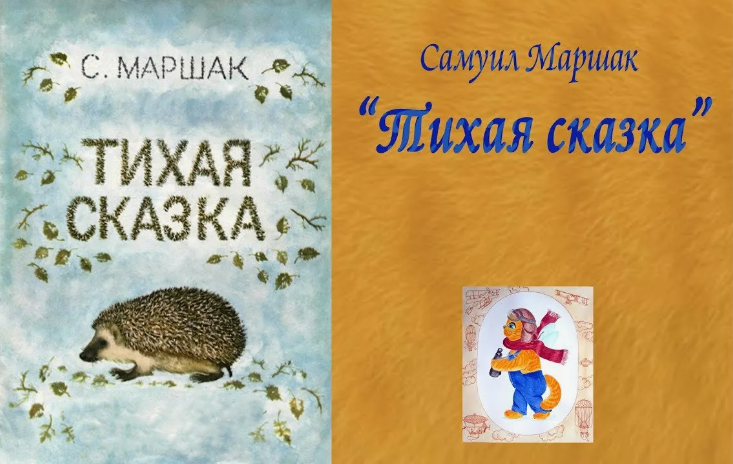 С. МАРШАК
ТИХАЯ
СКАЗКА
Самуил Маршак
“Тихая сказка”